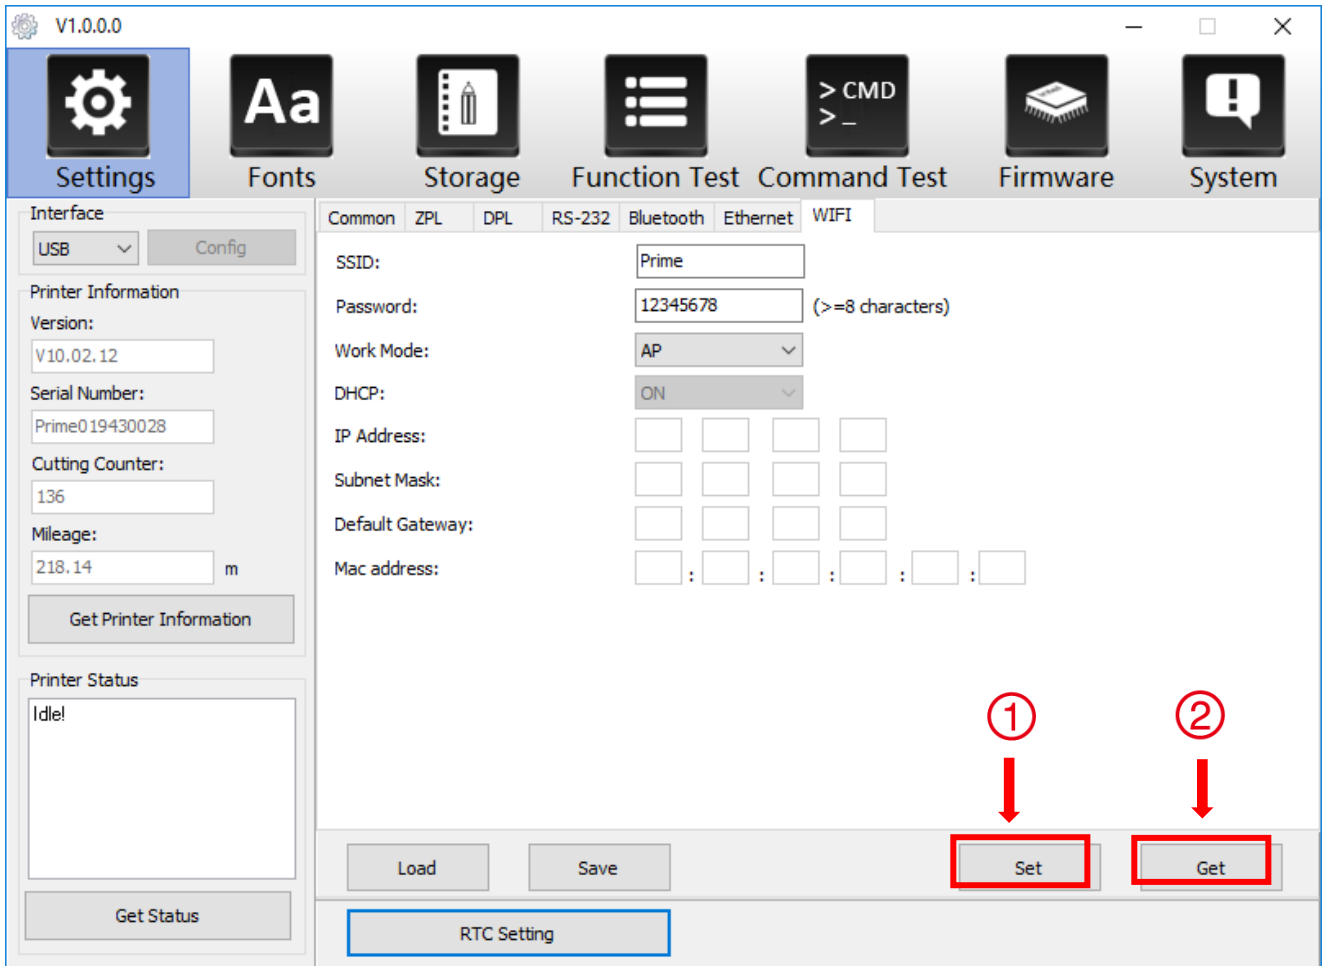 V1.0.0.0
Aa
> CMD
> _
Settings
Fonts
Storage
Function Test
Command Test
Firmware
System
Interface
USB
Config
Printer Information
Version:
V10.02.12
Serial Number:
Prime019430028
Cutting Counter:
136
Mileage:
218.14 m
Get Printer Information
Printer Status
Idle!
Get Status
Common ZPL DPL RS-232 Bluetooth Ethernet WIFI
SSID: Prime
Password: 12345678 (>=8 characters)
Work Mode: AP
DHCP: ON
IP Address:
Subnet Mask:
Default Gateway:
Mac address: : : : : :
① ②
Load Save Set Get
RTC Setting